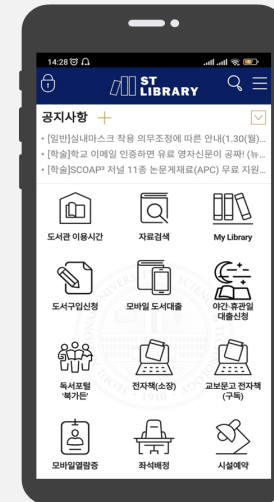 14:28
ST
LIBRARY
공지사항
• [일반]실내마스크 착용 의무조정에 따른 안내(1.30(월)...
• [학술]학교 이메일 인증하면 유료 영자신문이 공짜! (뉴...
• [학술]SCOAP³ 저널 11종 논문게재료(APC) 무료 지원...
도서관 이용시간
자료검색
My Library
도서구입신청
모바일 도서대출
야간·휴관일
대출신청
독서포털
'북가든'
전자책(소장)
교보문고 전자책
(구독)
모바일열람증
좌석배정
시설예약